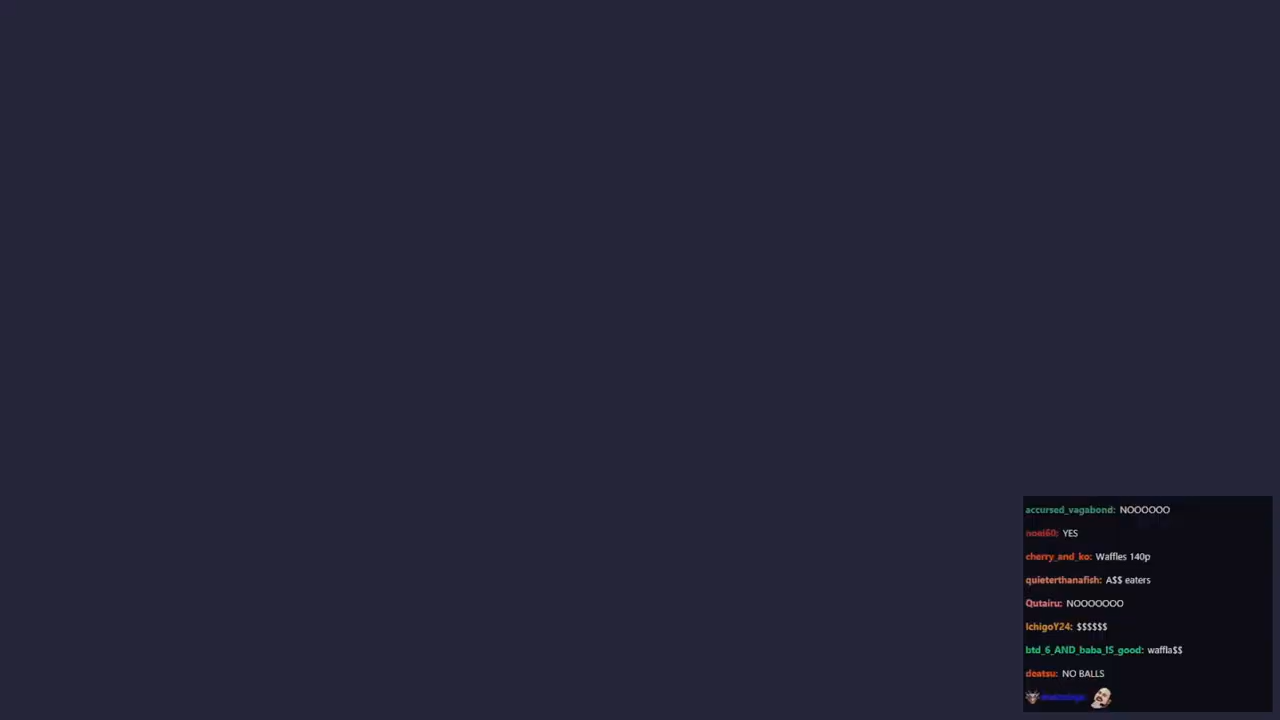 accursed_vagabond: NOOOOOO
noei60: YES
cherry_and_ko: Waffles 140p
quieterthanafish: A$$ eaters
Qutairu: NOOOOOOO
IchigoY24: $$$$$$
btd_6_AND_baba_IS_good: waffla$$
deatsu: NO BALLS